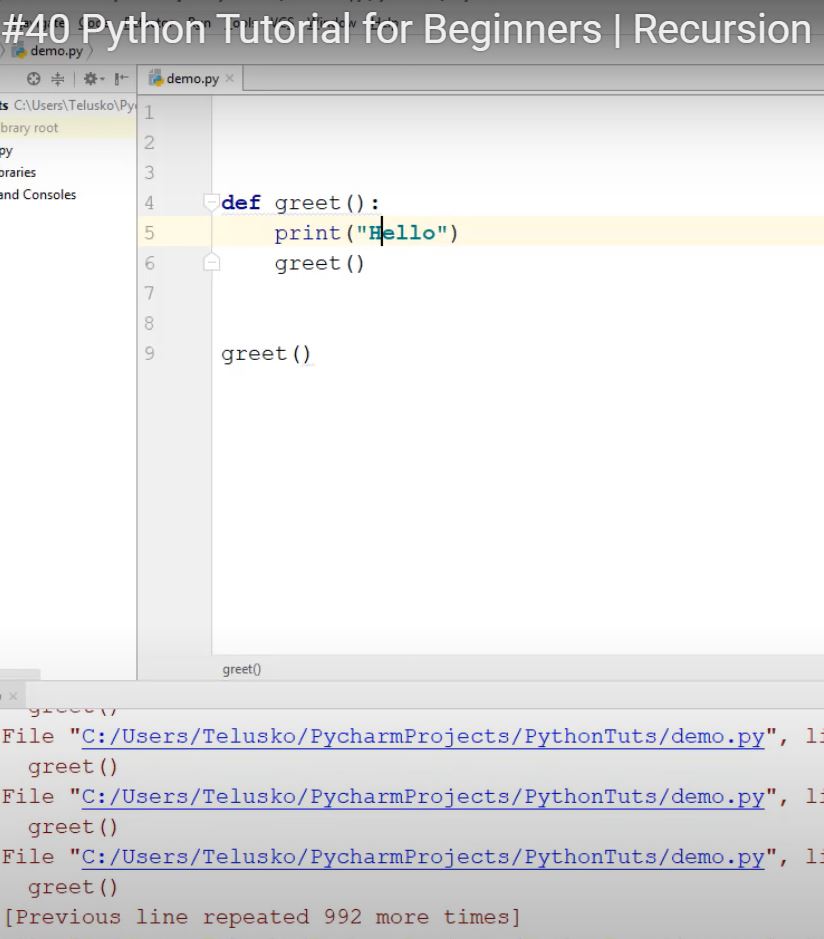 #40 Python Tutorial for Beginners | Recursion
demo.py
demo.py
ts C:\Users\Telusko\Py
brary root
py
oraries
and Consoles
1
2
3
4 def greet():
5 print("Hello")
6 greet()
7
8
9 greet()
greet()
greet()
File "C:/Users/Telusko/PycharmProjects/PythonTuts/demo.py", li
greet()
File "C:/Users/Telusko/PycharmProjects/PythonTuts/demo.py", li
greet()
File "C:/Users/Telusko/PycharmProjects/PythonTuts/demo.py", li
greet()
[Previous line repeated 992 more times]